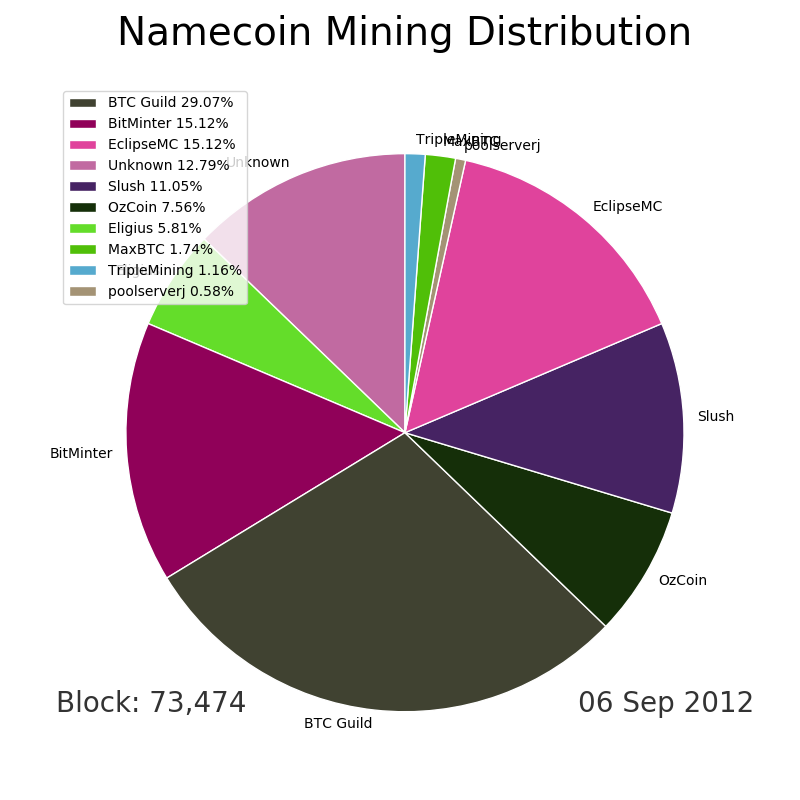 Namecoin Mining Distribution
BTC Guild 29.07%
BitMinter 15.12%
EclipseMC 15.12%
Unknown 12.79%
Slush 11.05%
OzCoin 7.56%
Eligius 5.81%
MaxBTC 1.74%
TripleMining 1.16%
poolserverj 0.58%
TripleMining
MaxBTC
poolserverj
Unknown
EclipseMC
Slush
BitMinter
OzCoin
BTC Guild
Block: 73,474
06 Sep 2012